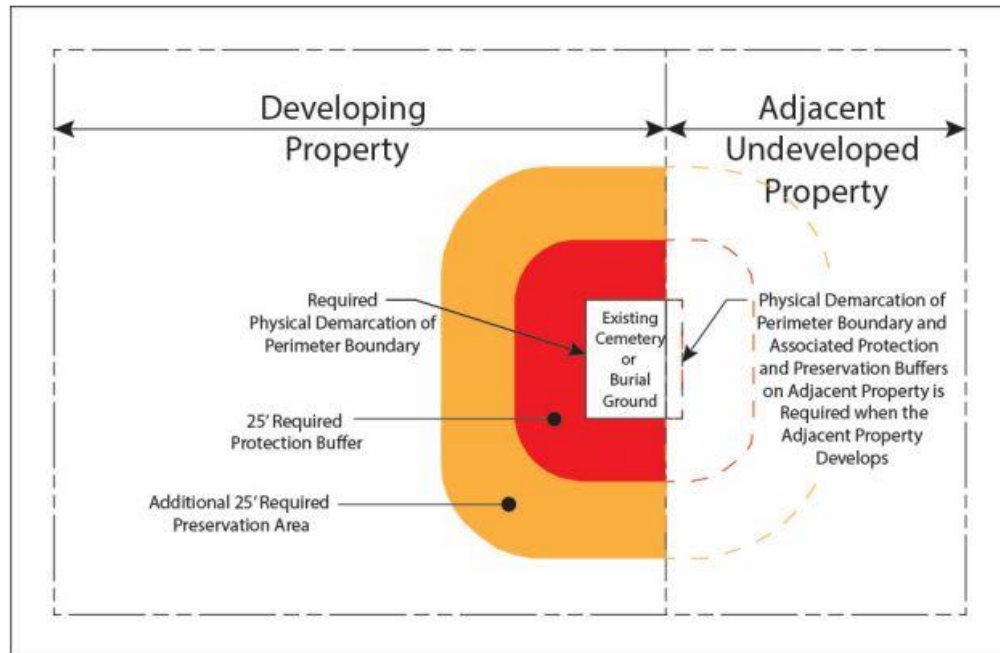 Developing
Property
Adjacent
Undeveloped
Property
Required
Physical Demarcation of
Perimeter Boundary
Existing
Cemetery
or
Burial
Ground
Physical Demarcation of
Perimeter Boundary and
Associated Protection
and Preservation Buffers
on Adjacent Property is
Required when the
Adjacent Property
Develops
25' Required
Protection Buffer
Additional 25' Required
Preservation Area